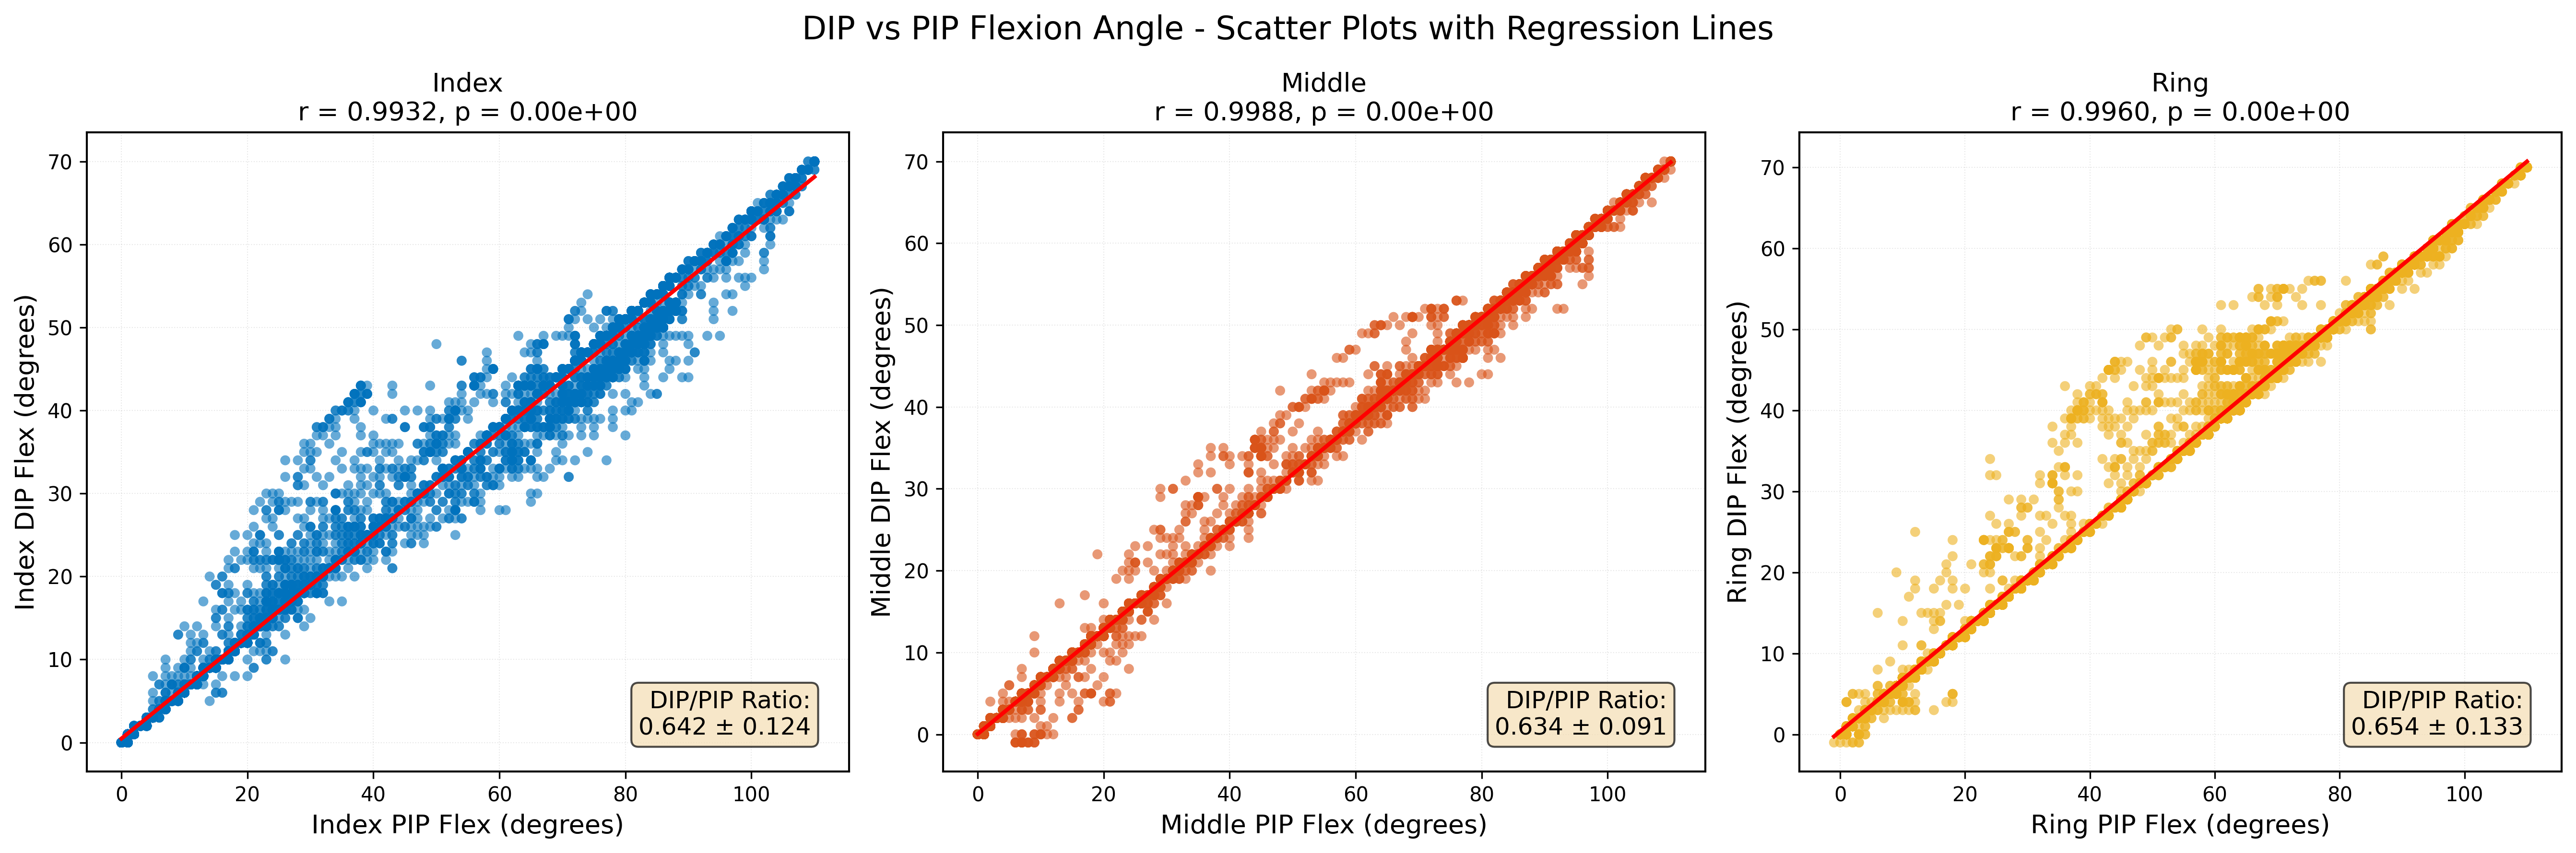 DIP vs PIP Flexion Angle - Scatter Plots with Regression Lines
Index
r = 0.9932, p = 0.00e+00
70
60
50
40
30
20
10
0
Index DIP Flex (degrees)
0 20 40 60 80 100
Index PIP Flex (degrees)
DIP/PIP Ratio:
0.642 ± 0.124
Middle
r = 0.9988, p = 0.00e+00
70
60
50
40
30
20
10
0
Middle DIP Flex (degrees)
0 20 40 60 80 100
Middle PIP Flex (degrees)
DIP/PIP Ratio:
0.634 ± 0.091
Ring
r = 0.9960, p = 0.00e+00
70
60
50
40
30
20
10
0
Ring DIP Flex (degrees)
0 20 40 60 80 100
Ring PIP Flex (degrees)
DIP/PIP Ratio:
0.654 ± 0.133